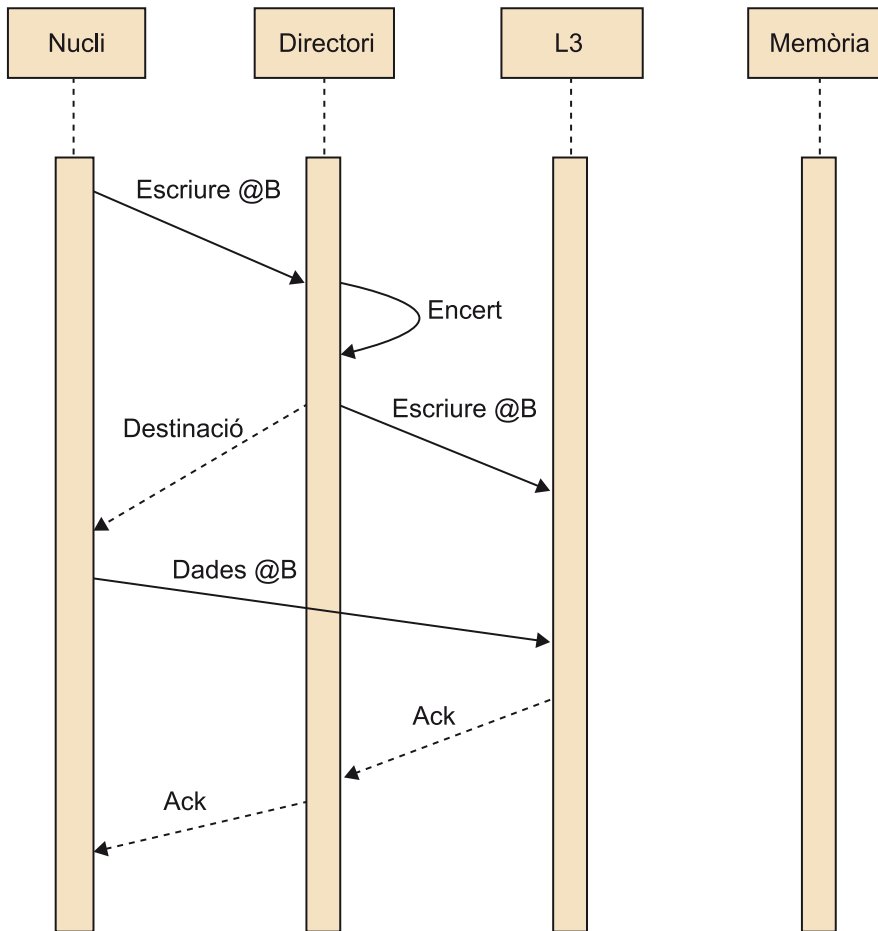 Nucli
Directori
L3
Memòria
Escriure @B
Encert
Escriure @B
Destinació
Dades @B
Ack
Ack